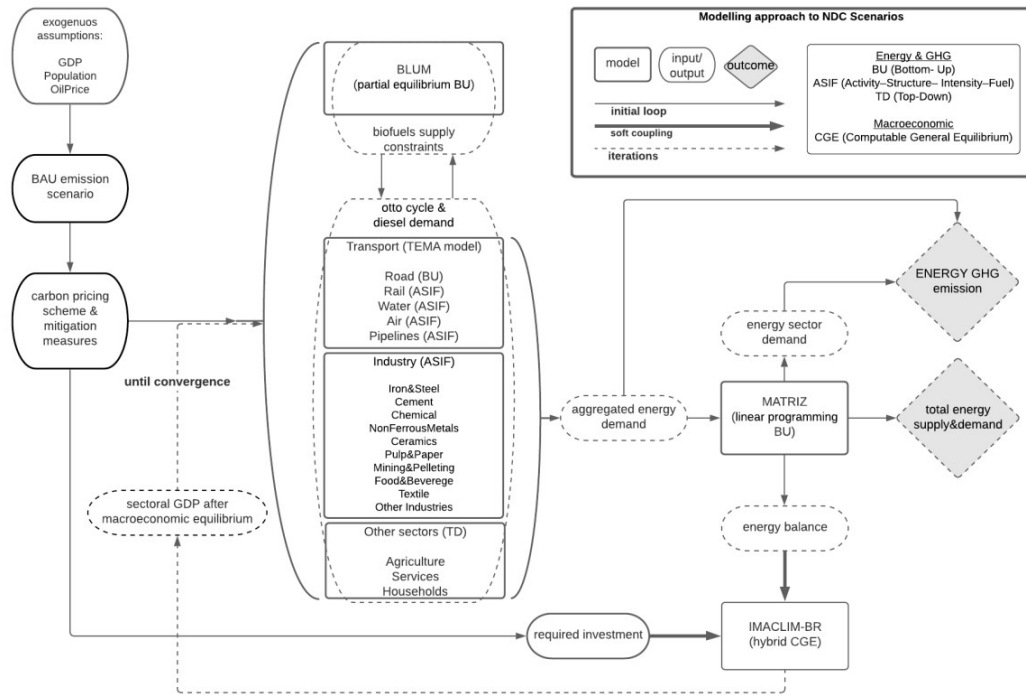 exogenuos
assumptions:
GDP
Population
OilPrice
BAU emission
scenario
carbon pricing
scheme &
mitigation
measures
until convergence
sectoral GDP after
macroeconomic equilibrium
BLUM
(partial equilibrium BU)
biofuels supply
constraints
otto cycle &
diesel demand
Transport (TEMA model)
Road (BU)
Rail (ASIF)
Water (ASIF)
Air (ASIF)
Pipelines (ASIF)
Industry (ASIF)
Iron&Steel
Cement
Chemical
NonFerrousMetals
Ceramics
Pulp&Paper
Mining&Pelleting
Food&Beverege
Textile
Other Industries
Other sectors (TD)
Agriculture
Services
Households
required investment
aggregated energy
demand
energy sector
demand
MATRIZ
(linear programming
BU)
energy balance
IMACLIM-BR
(hybrid CGE)
ENERGY GHG
emission
total energy
supply&demand
Modelling approach to NDC Scenarios
model
input/
output
outcome
initial loop
soft coupling
iterations
Energy & GHG
BU (Bottom- Up)
ASIF (Activity–Structure– Intensity–Fuel)
TD (Top-Down)
Macroeconomic
CGE (Computable General Equilibrium)